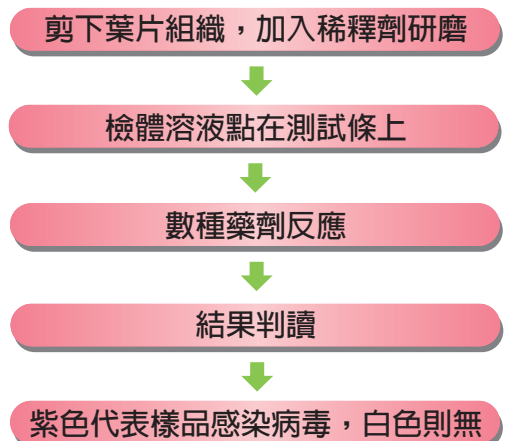 剪下葉片組織，加入稀釋劑研磨
檢體溶液點在測試條上
數種藥劑反應
結果判讀
紫色代表樣品感染病毒，白色則無